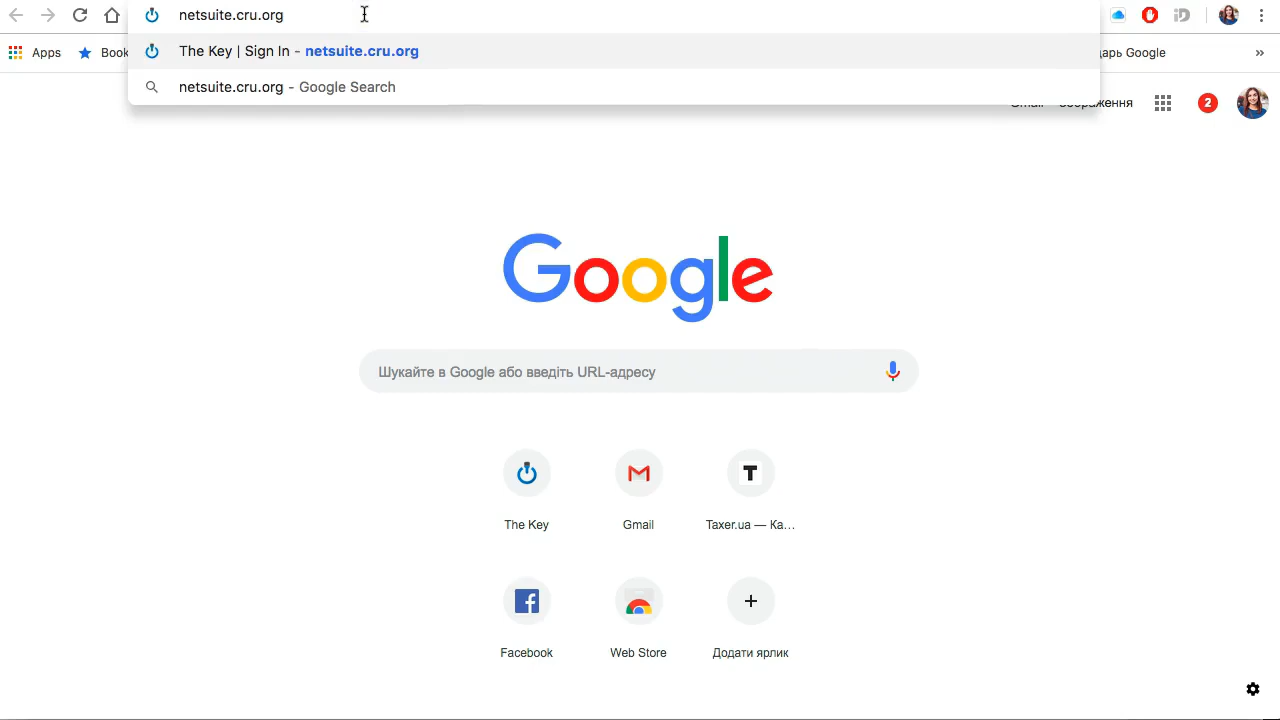 netsuite.cru.org
The Key | Sign In - netsuite.cru.org
netsuite.cru.org - Google Search
Apps
Book
дарь Google
»
2
Google
Шукайте в Google або введіть URL-адресу
The Key
Gmail
T
Taxer.ua — Ка...
Facebook
Web Store
Додати ярлик